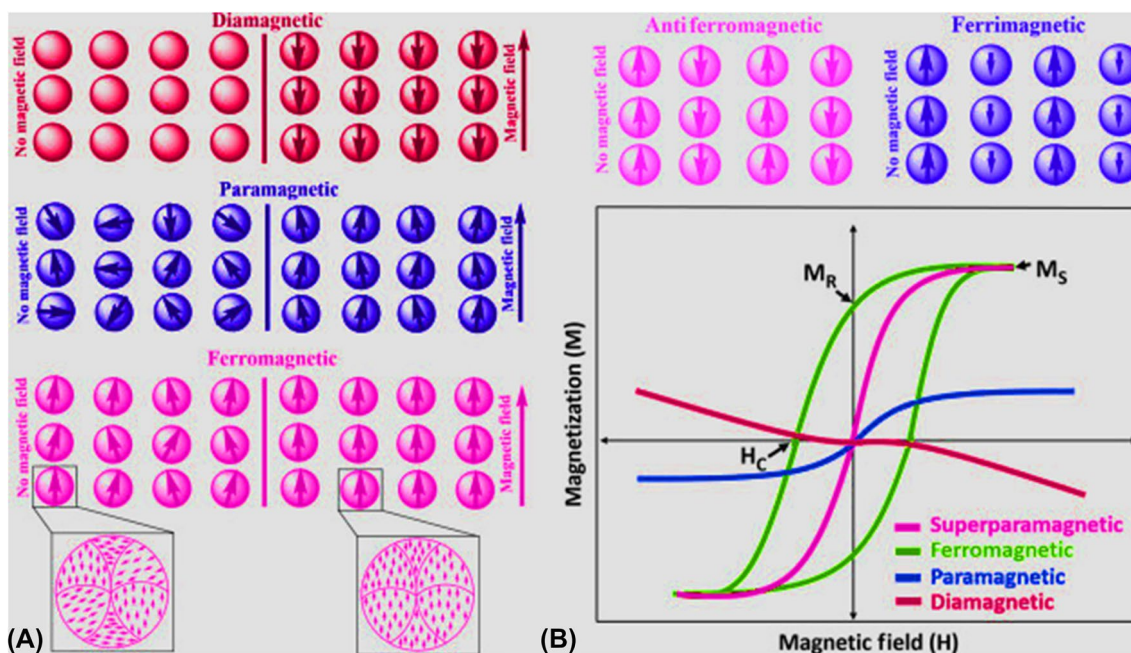 Diamagnetic
No magnetic field
Magnetic field
Paramagnetic
No magnetic field
Magnetic field
Ferromagnetic
No magnetic field
Magnetic field
(A)
Anti ferromagnetic
No magnetic field
Ferrimagnetic
No magnetic field
M_R
M_S
H_C
Magnetization (M)
Superparamagnetic
Ferromagnetic
Paramagnetic
Diamagnetic
(B)
Magnetic field (H)